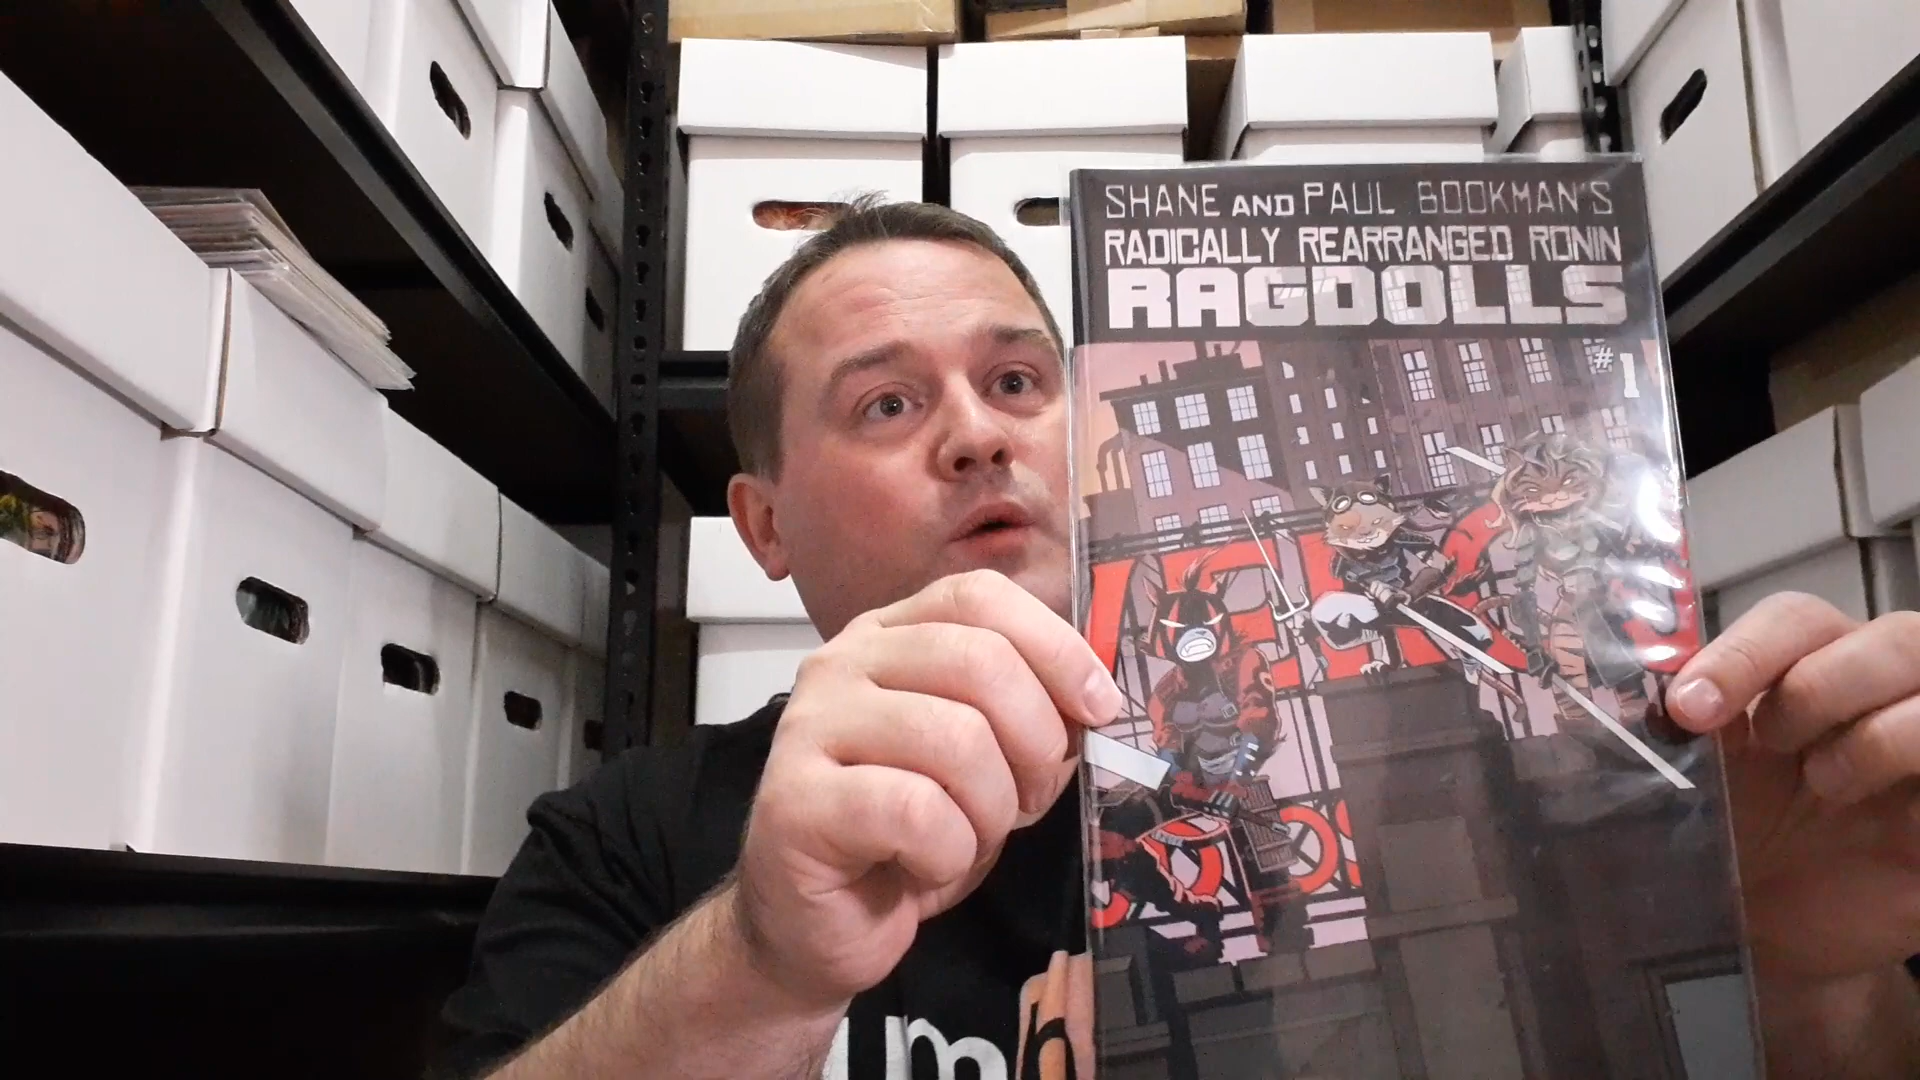 SHANE AND PAUL BOOKMAN'S
RADICALLY REARRANGED RONIN
RAGDOLLS
#1